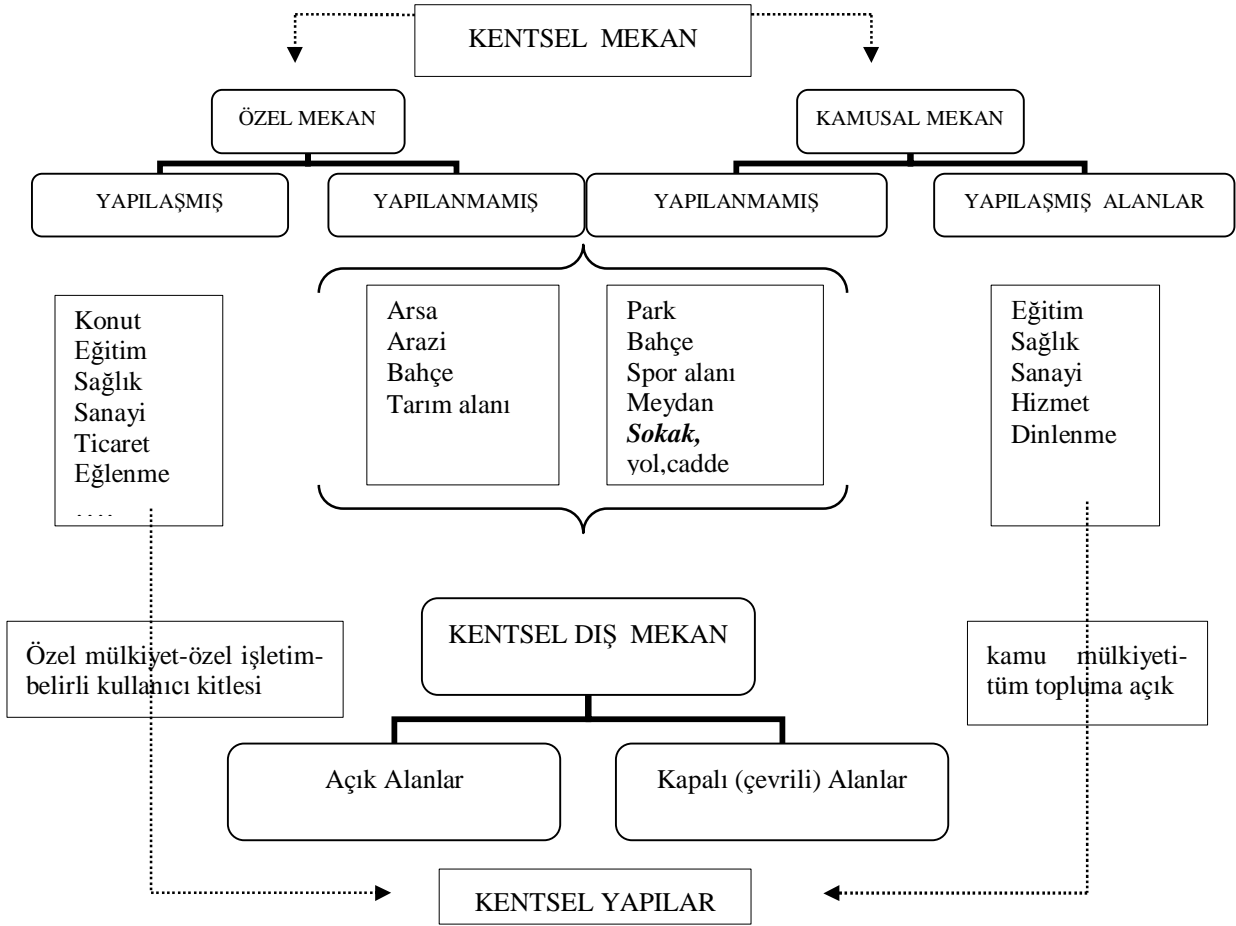 KENTSEL MEKAN
ÖZEL MEKAN
KAMUSAL MEKAN
YAPILAŞMIŞ
YAPILANMAMIŞ
YAPILANMAMIŞ
YAPILAŞMIŞ ALANLAR
Konut
Eğitim
Sağlık
Sanayi
Ticaret
Eğlenme
....
Arsa
Arazi
Bahçe
Tarım alanı
Park
Bahçe
Spor alanı
Meydan
Sokak,
yol,cadde
Eğitim
Sağlık
Sanayi
Hizmet
Dinlenme
Özel mülkiyet-özel işletim-
belirli kullanıcı kitlesi
KENTSEL DIŞ MEKAN
kamu mülkiyeti-
tüm topluma açık
Açık Alanlar
Kapalı (çevrili) Alanlar
KENTSEL YAPILAR